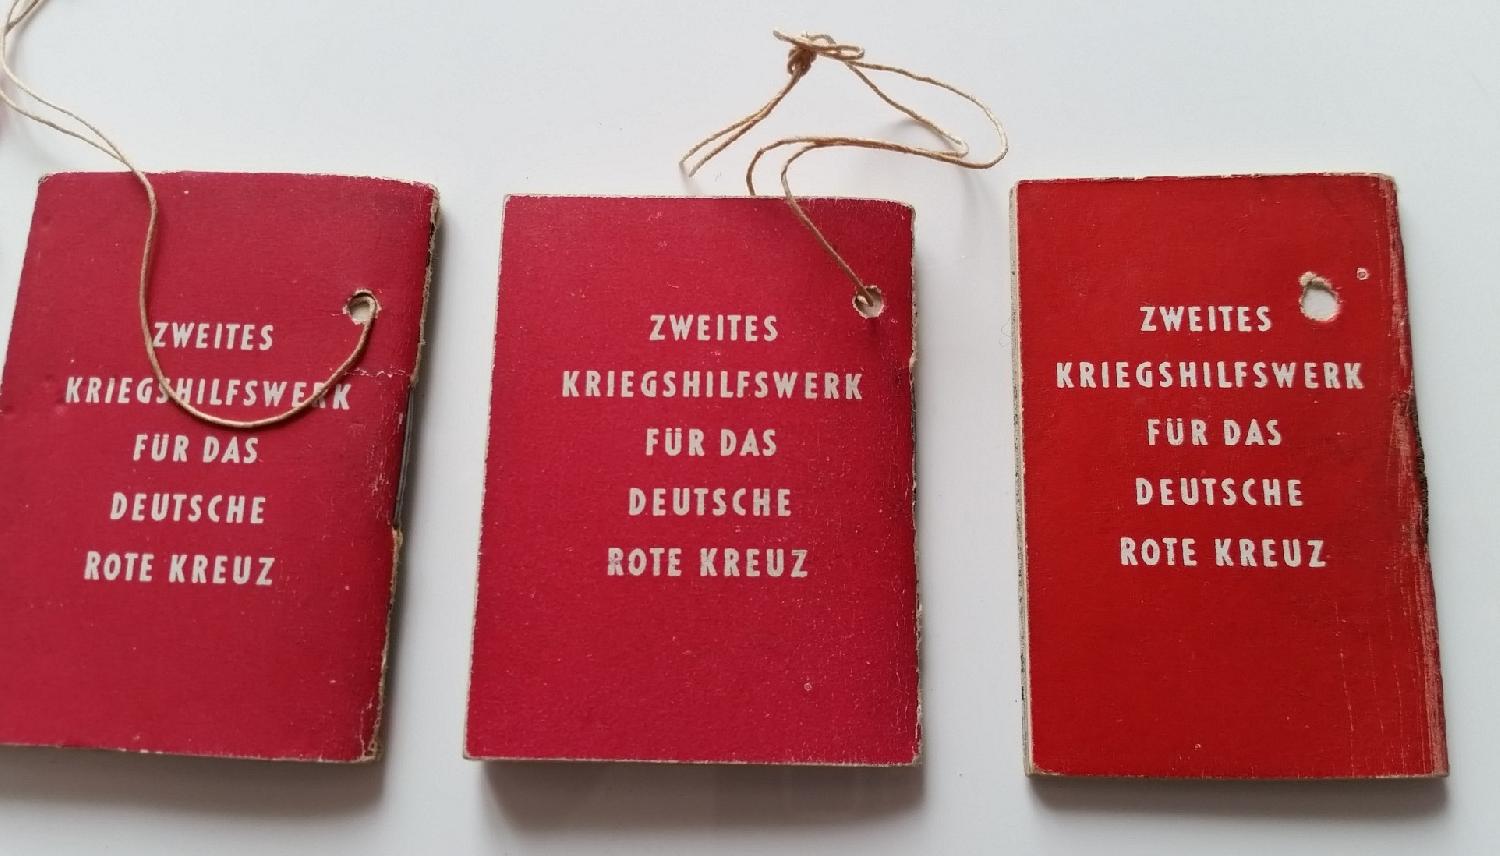 ZWEITES
KRIEGSHILFSWERK
FÜR DAS
DEUTSCHE
ROTE KREUZ
ZWEITES
KRIEGSHILFSWERK
FÜR DAS
DEUTSCHE
ROTE KREUZ
ZWEITES
KRIEGSHILFSWERK
FÜR DAS
DEUTSCHE
ROTE KREUZ